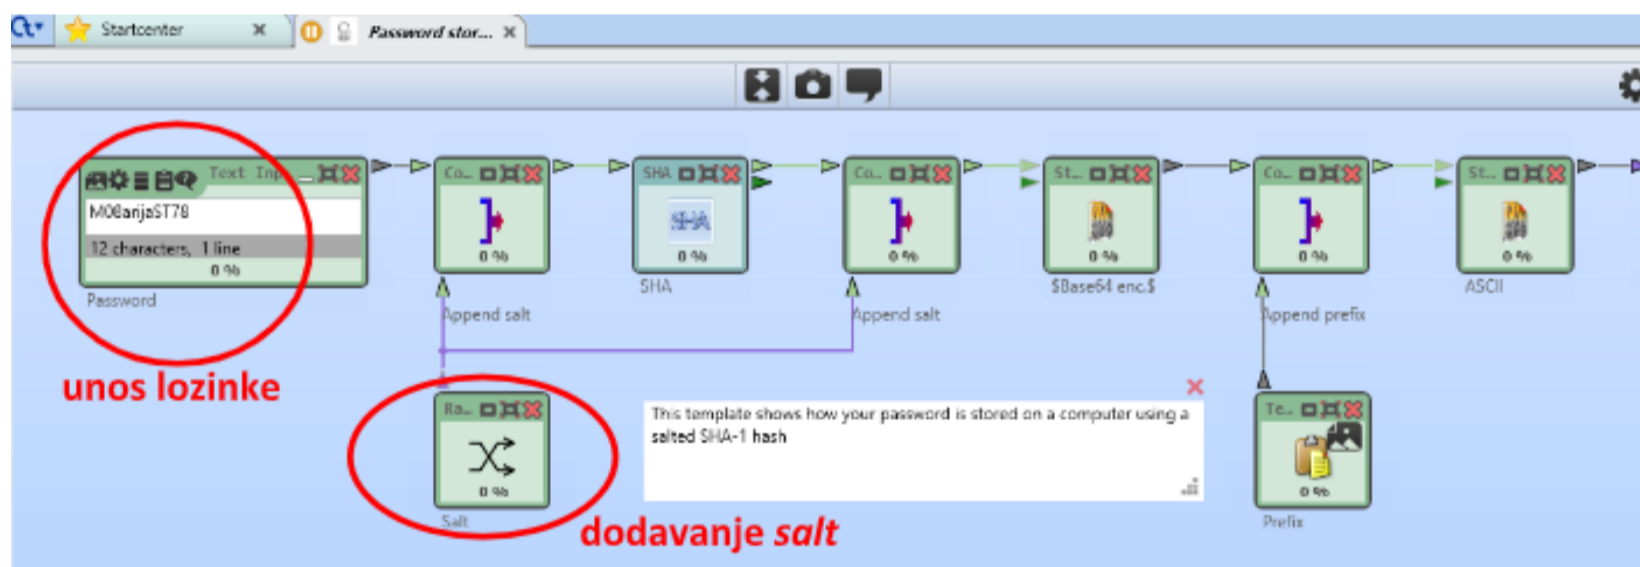 Startcenter
Password stor...
Text Inp
M08arijaST78
12 characters, 1 line
0 %
Password
Co...
0 %
Append salt
SHA
SHA
0 %
SHA
Co...
0 %
Append salt
St...
0 %
$Base64 enc.$
Co...
0 %
Append prefix
St...
0 %
ASCII
unos lozinke
Ra...
0 %
Salt
dodavanje salt
This template shows how your password is stored on a computer using a
salted SHA-1 hash
Te...
0 %
Prefix